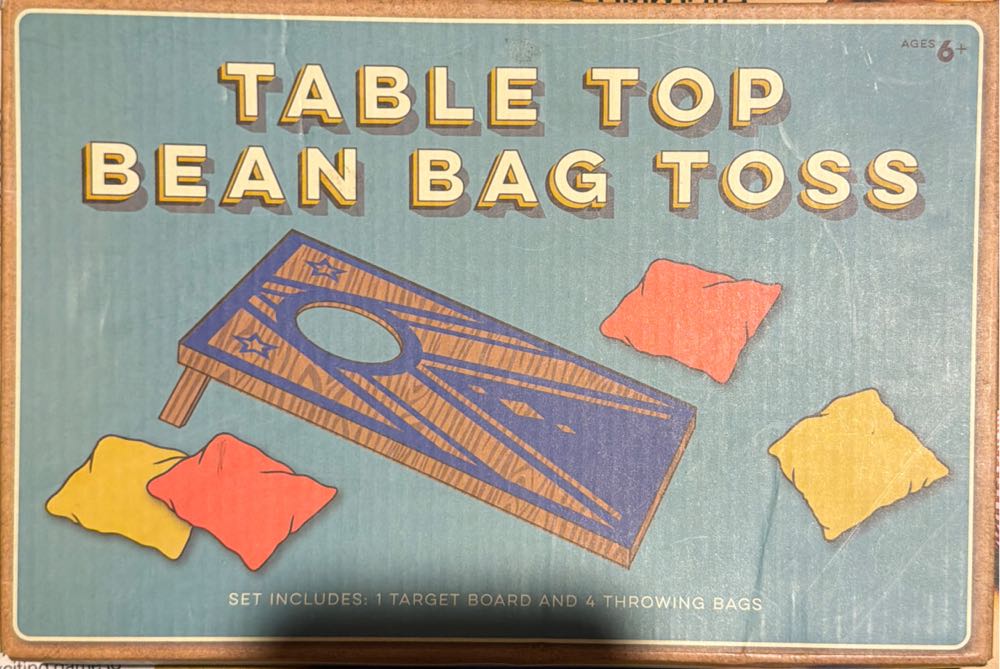 AGES 6+
TABLE TOP
BEAN BAG TOSS
SET INCLUDES: 1 TARGET BOARD AND 4 THROWING BAGS